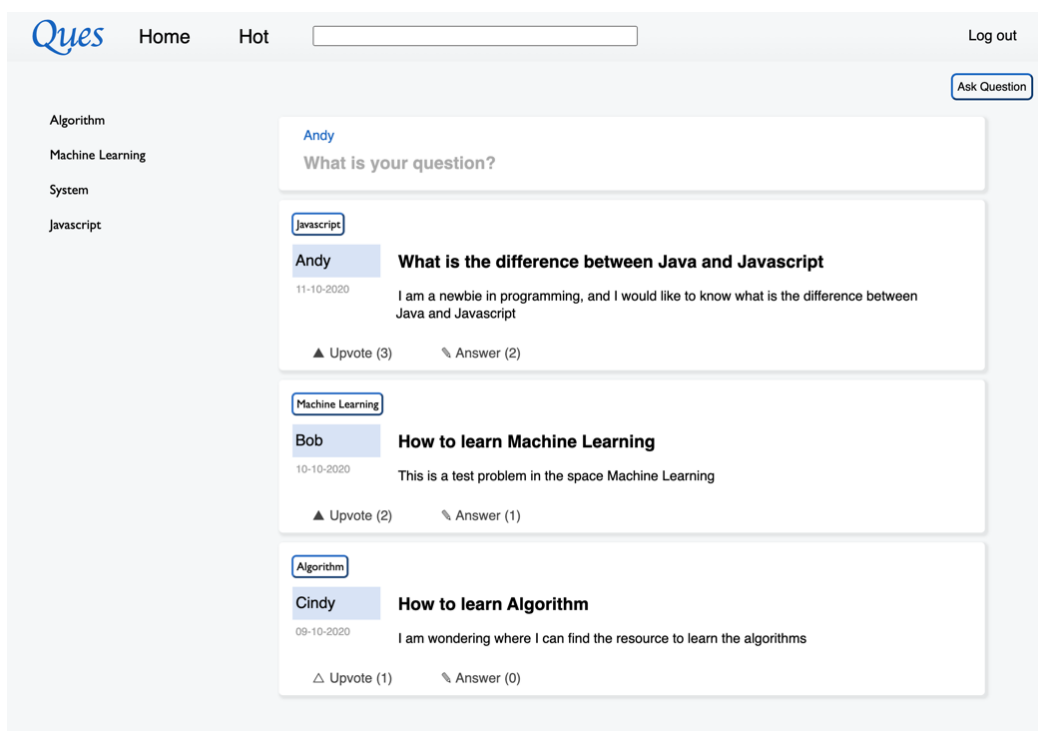 Ques Home Hot Log out
Ask Question
Algorithm
Machine Learning
System
Javascript
Andy
What is your question?
Javascript
Andy
What is the difference between Java and Javascript
11-10-2020
I am a newbie in programming, and I would like to know what is the difference between
Java and Javascript
▲ Upvote (3) ✎ Answer (2)
Machine Learning
Bob
How to learn Machine Learning
10-10-2020
This is a test problem in the space Machine Learning
▲ Upvote (2) ✎ Answer (1)
Algorithm
Cindy
How to learn Algorithm
09-10-2020
I am wondering where I can find the resource to learn the algorithms
△ Upvote (1) ✎ Answer (0)